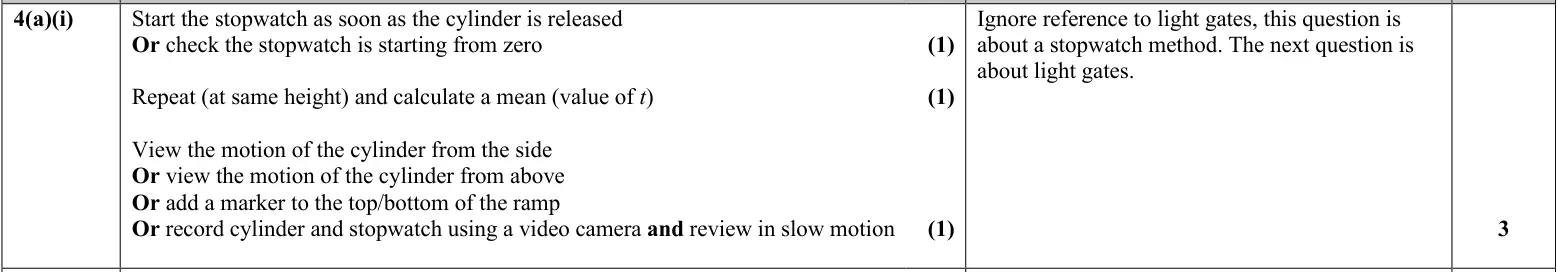 4(a)(i)
Start the stopwatch as soon as the cylinder is released
Or check the stopwatch is starting from zero (1)
Repeat (at same height) and calculate a mean (value of t) (1)
View the motion of the cylinder from the side
Or view the motion of the cylinder from above
Or add a marker to the top/bottom of the ramp
Or record cylinder and stopwatch using a video camera and review in slow motion (1)
Ignore reference to light gates, this question is
about a stopwatch method. The next question is
about light gates.
3